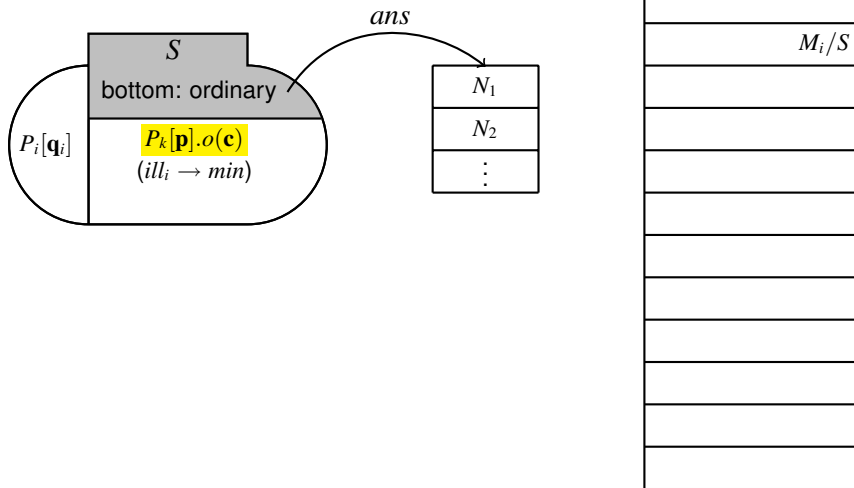 ans
S
bottom: ordinary
P_i[q_i]
P_k[p].o(c)
(ill_i → min)
N_1
N_2
⋮
M_i/S